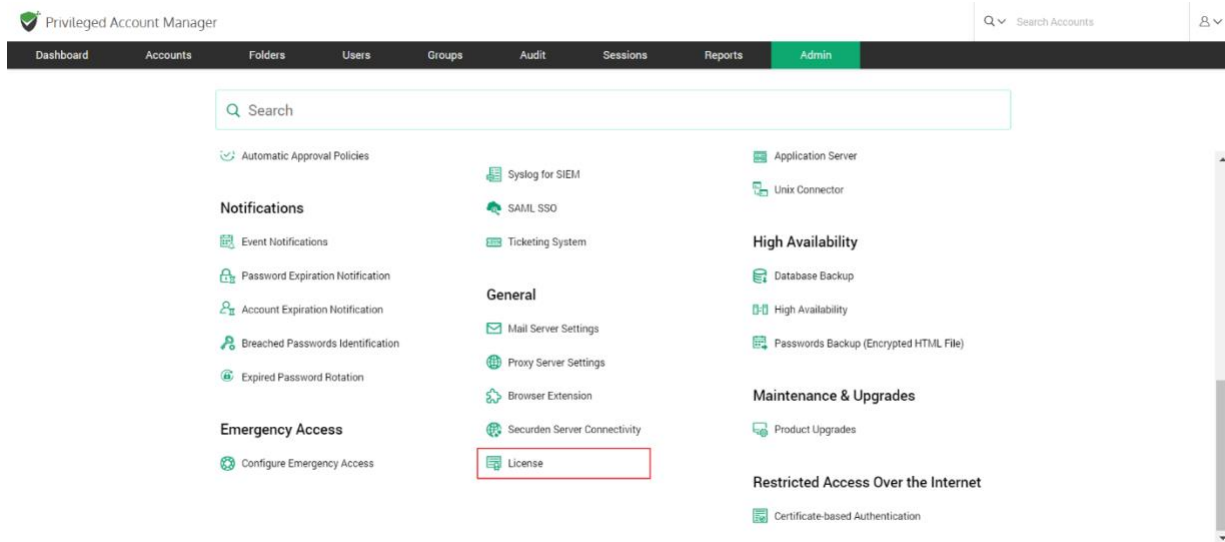 Privileged Account Manager
Search Accounts
Dashboard Accounts Folders Users Groups Audit Sessions Reports Admin
Search
Automatic Approval Policies
Notifications
Event Notifications
Password Expiration Notification
Account Expiration Notification
Breached Passwords Identification
Expired Password Rotation
Emergency Access
Configure Emergency Access
Syslog for SIEM
SAML SSO
Ticketing System
General
Mail Server Settings
Proxy Server Settings
Browser Extension
Securden Server Connectivity
License
Application Server
Unix Connector
High Availability
Database Backup
High Availability
Passwords Backup (Encrypted HTML File)
Maintenance & Upgrades
Product Upgrades
Restricted Access Over the Internet
Certificate-based Authentication